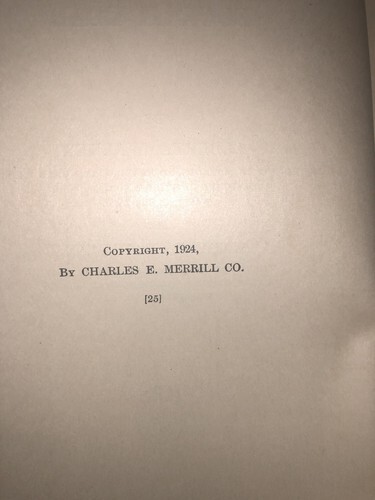 Copyright, 1924,
By CHARLES E. MERRILL CO.
[25]